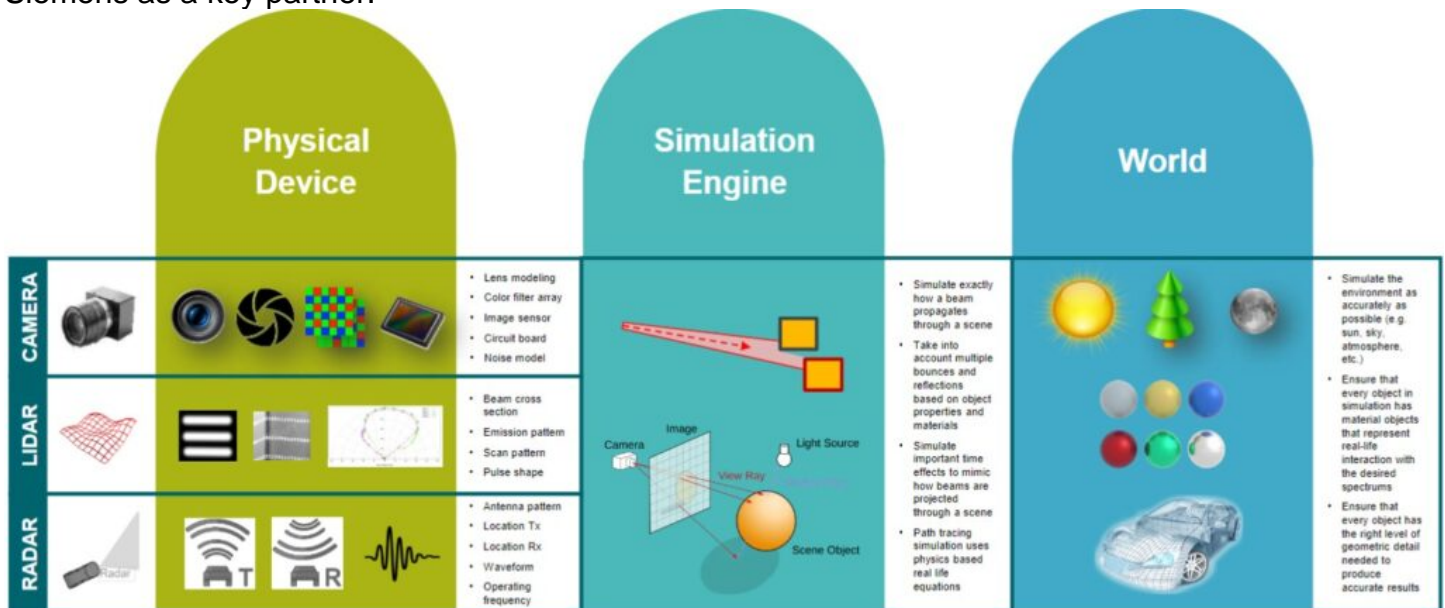 Siemens as a key partner.
Physical
Device
Simulation
Engine
World
CAMERA
• Lens modeling
• Color filter array
• Image sensor
• Circuit board
• Noise model
LIDAR
• Beam cross
section
• Emission pattern
• Scan pattern
• Pulse shape
RADAR
Radar
T
R
• Antenna pattern
• Location Tx
• Location Rx
• Waveform
• Operating
frequency
Image
Camera
Light Source
View Ray
Scene Object
• Simulate exactly
how a beam
propagates
through a scene
• Take into
account multiple
bounces and
reflections
based on object
properties and
materials
• Simulate
important time
effects to mimic
how beams are
projected
through a scene
• Path tracing
simulation uses
physics based
real life
equations
• Simulate the
environment as
accurately as
possible (e.g.
sun, sky,
atmosphere,
etc.)
• Ensure that
every object in
simulation has
material objects
that represent
real-life
interaction with
the desired
spectrums
• Ensure that
every object has
the right level of
geometric detail
needed to
produce
accurate results